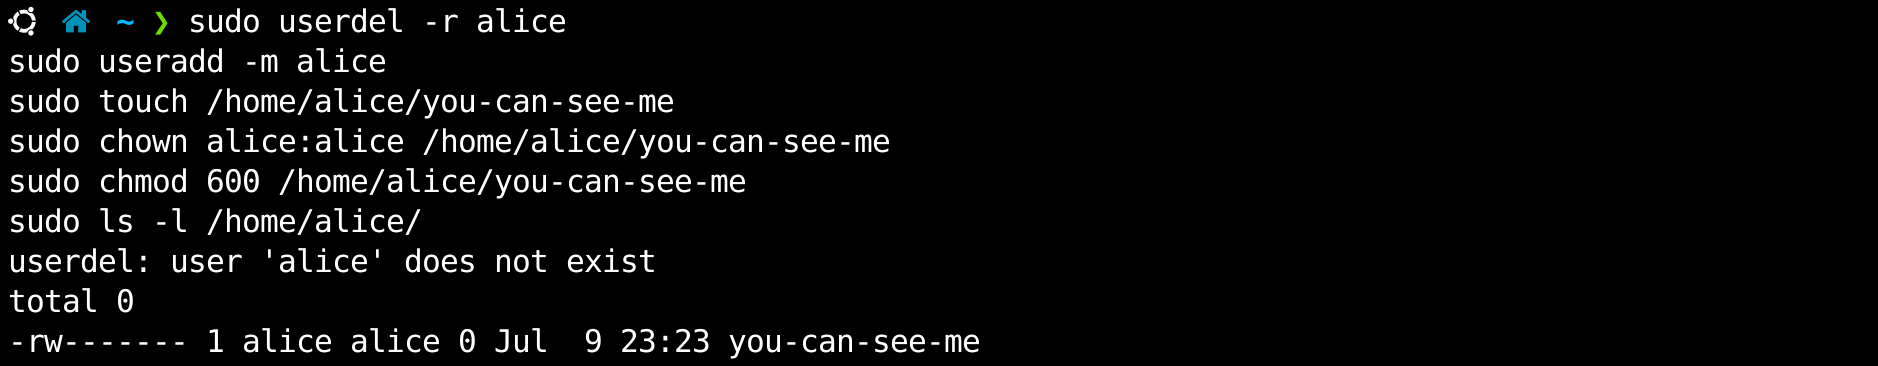 ~ ❯ sudo userdel -r alice
sudo useradd -m alice
sudo touch /home/alice/you-can-see-me
sudo chown alice:alice /home/alice/you-can-see-me
sudo chmod 600 /home/alice/you-can-see-me
sudo ls -l /home/alice/
userdel: user 'alice' does not exist
total 0
-rw------- 1 alice alice 0 Jul  9 23:23 you-can-see-me